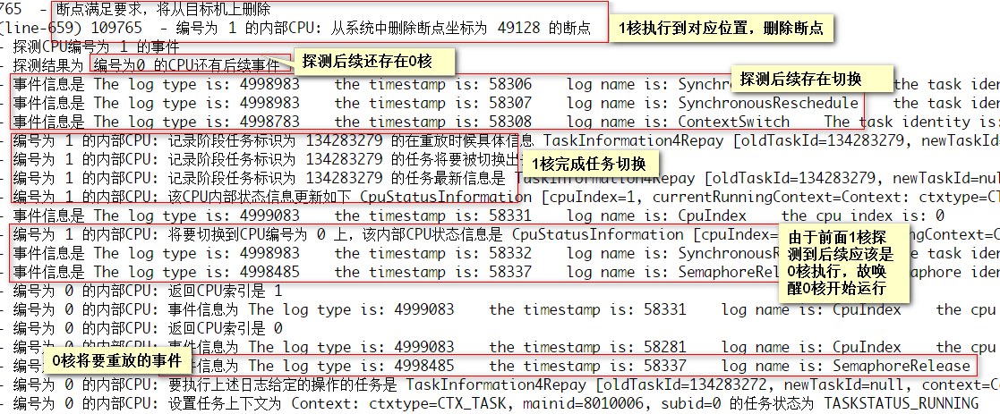 765 - 断点满足要求，将从目标机上删除
(line-659) 109765 - 编号为 1 的内部CPU: 从系统中删除断点坐标为 49128 的断点
1核执行到对应位置，删除断点
- 探测CPU编号为 1 的事件
- 探测结果为 编号为0 的CPU还有后续事件
探测后续还存在0核
- 事件信息是 The log type is: 4998983 the timestamp is: 58306 log name is: Synchr the task iden
探测后续存在切换
- 事件信息是 The log type is: 4998983 the timestamp is: 58307 log name is: SynchronousReschedule the task iden
- 事件信息是 The log type is: 4998783 the timestamp is: 58308 log name is: ContextSwitch The task identity is:
- 编号为 1 的内部CPU: 记录阶段任务标识为 134283279 的在重放时候具体信息 TaskInformation4Repay [oldTaskId=134283279, newTaskId
- 编号为 1 的内部CPU: 记录阶段任务标识为 134283279 的任务将要被切换出
1核完成任务切换
- 编号为 1 的内部CPU: 记录阶段任务标识为 134283279 的任务最新信息是 TaskInformation4Repay [oldTaskId=134283279, newTaskId=nul
- 编号为 1 的内部CPU: 该CPU内部状态信息更新如下 CpuStatusInformation [cpuIndex=1, currentRunningContext=Context: ctxtype=CT
- 事件信息是 The log type is: 4999083 the timestamp is: 58331 log name is: CpuIndex the cpu index is: 0
- 编号为 1 的内部CPU: 将要切换到CPU编号为 0 上，该内部CPU状态信息是 CpuStatusInformation [cpuIndex= ngContext=C
- 事件信息是 The log type is: 4998983 the timestamp is: 58332 log name is: SynchronousR the task iden
- 事件信息是 The log type is: 4998485 the timestamp is: 58337 log name is: SemaphoreRel aphore iden
由于前面1核探
测到后续应该是
0核执行，故唤
醒0核开始运行
- 编号为 0 的内部CPU: 返回CPU索引是 1
- 编号为 0 的内部CPU: 事件信息为 The log type is: 4999083 the timestamp is: 58331 log name is: CpuIndex the cpu
- 编号为 0 的内部CPU: 返回CPU索引是 0
- 编号为 0 的内部CPU: 事件信息为 The log type is: 4999083 the timestamp is: 58281 log name is: CpuIndex the cp
0核将要重放的事件
- 编号 件信息为 The log type is: 4998485 the timestamp is: 58337 log name is: SemaphoreRelease
- 编号为 0 的内部CPU: 要执行上述日志给定的操作的任务是 TaskInformation4Repay [oldTaskId=134283272, newTaskId=null, context=Co
- 编号为 0 的内部CPU: 设置任务上下文为 Context: ctxtype=CTX_TASK, mainid=8010006, subid=0 的任务状态为 TASKSTATUS_RUNNING